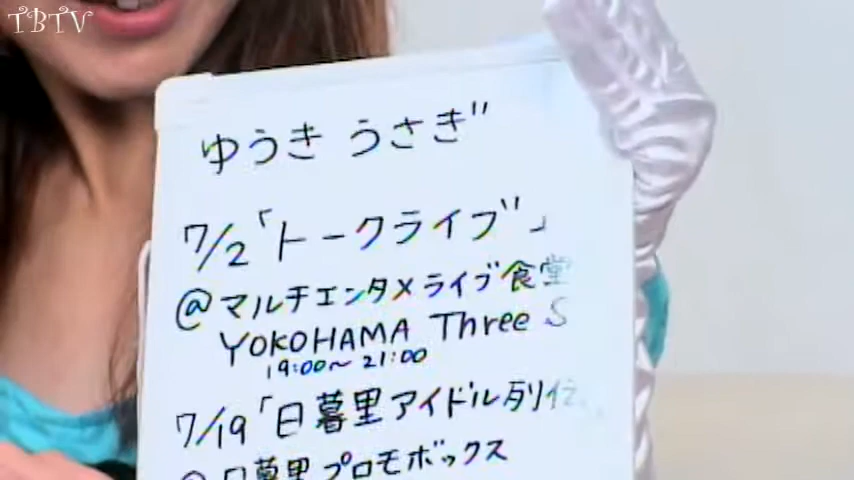 TBTV
ゆうき うさぎ
7/2「トークライブ」
@マルチエンタメライブ食堂
YOKOHAMA Three S
19:00～21:00
7/19「日暮里アイドル列伝
@日暮里プロモボックス